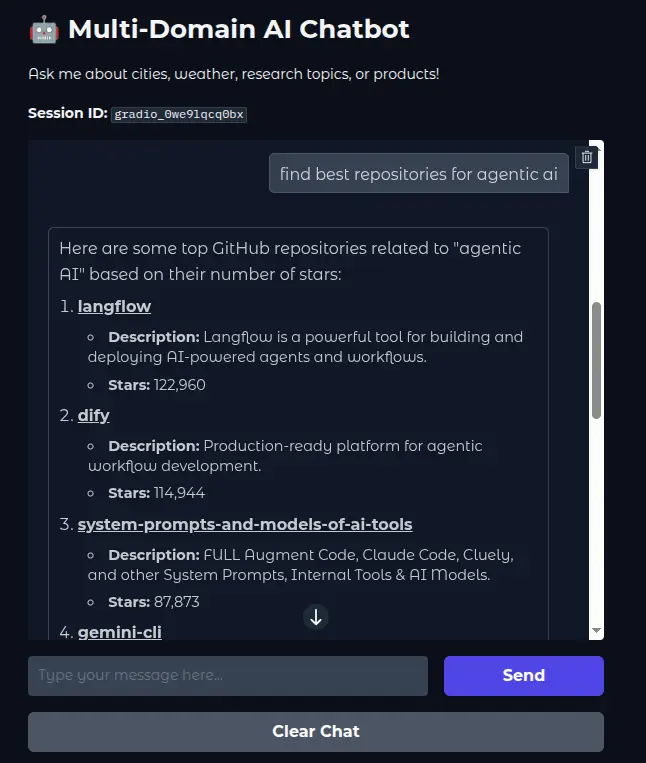 🤖 Multi-Domain AI Chatbot
Ask me about cities, weather, research topics, or products!
Session ID: gradio_0we9lqcq0bx
find best repositories for agentic ai
Here are some top GitHub repositories related to "agentic
AI" based on their number of stars:
1. langflow
◦ Description: Langflow is a powerful tool for building and
deploying AI-powered agents and workflows.
◦ Stars: 122,960
2. dify
◦ Description: Production-ready platform for agentic
workflow development.
◦ Stars: 114,944
3. system-prompts-and-models-of-ai-tools
◦ Description: FULL Augment Code, Claude Code, Cluely,
and other System Prompts, Internal Tools & AI Models.
◦ Stars: 87,873
4. gemini-cli
Type your message here...
Send
Clear Chat